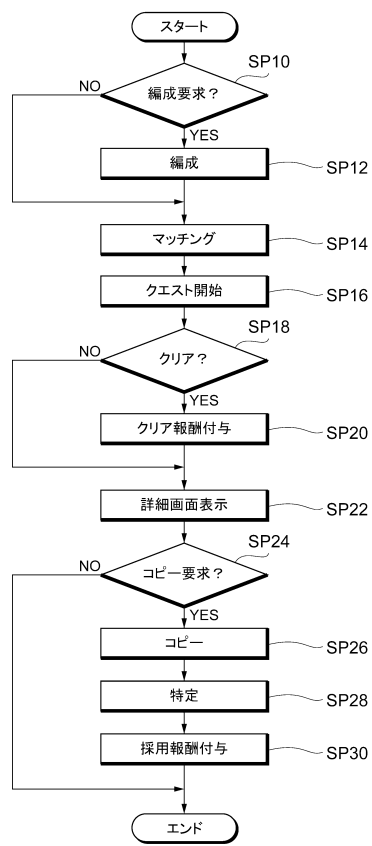 スタート
SP10
編成要求？
NO
YES
編成
SP12
マッチング
SP14
クエスト開始
SP16
SP18
クリア？
NO
YES
クリア報酬付与
SP20
詳細画面表示
SP22
SP24
コピー要求？
NO
YES
コピー
SP26
特定
SP28
採用報酬付与
SP30
エンド